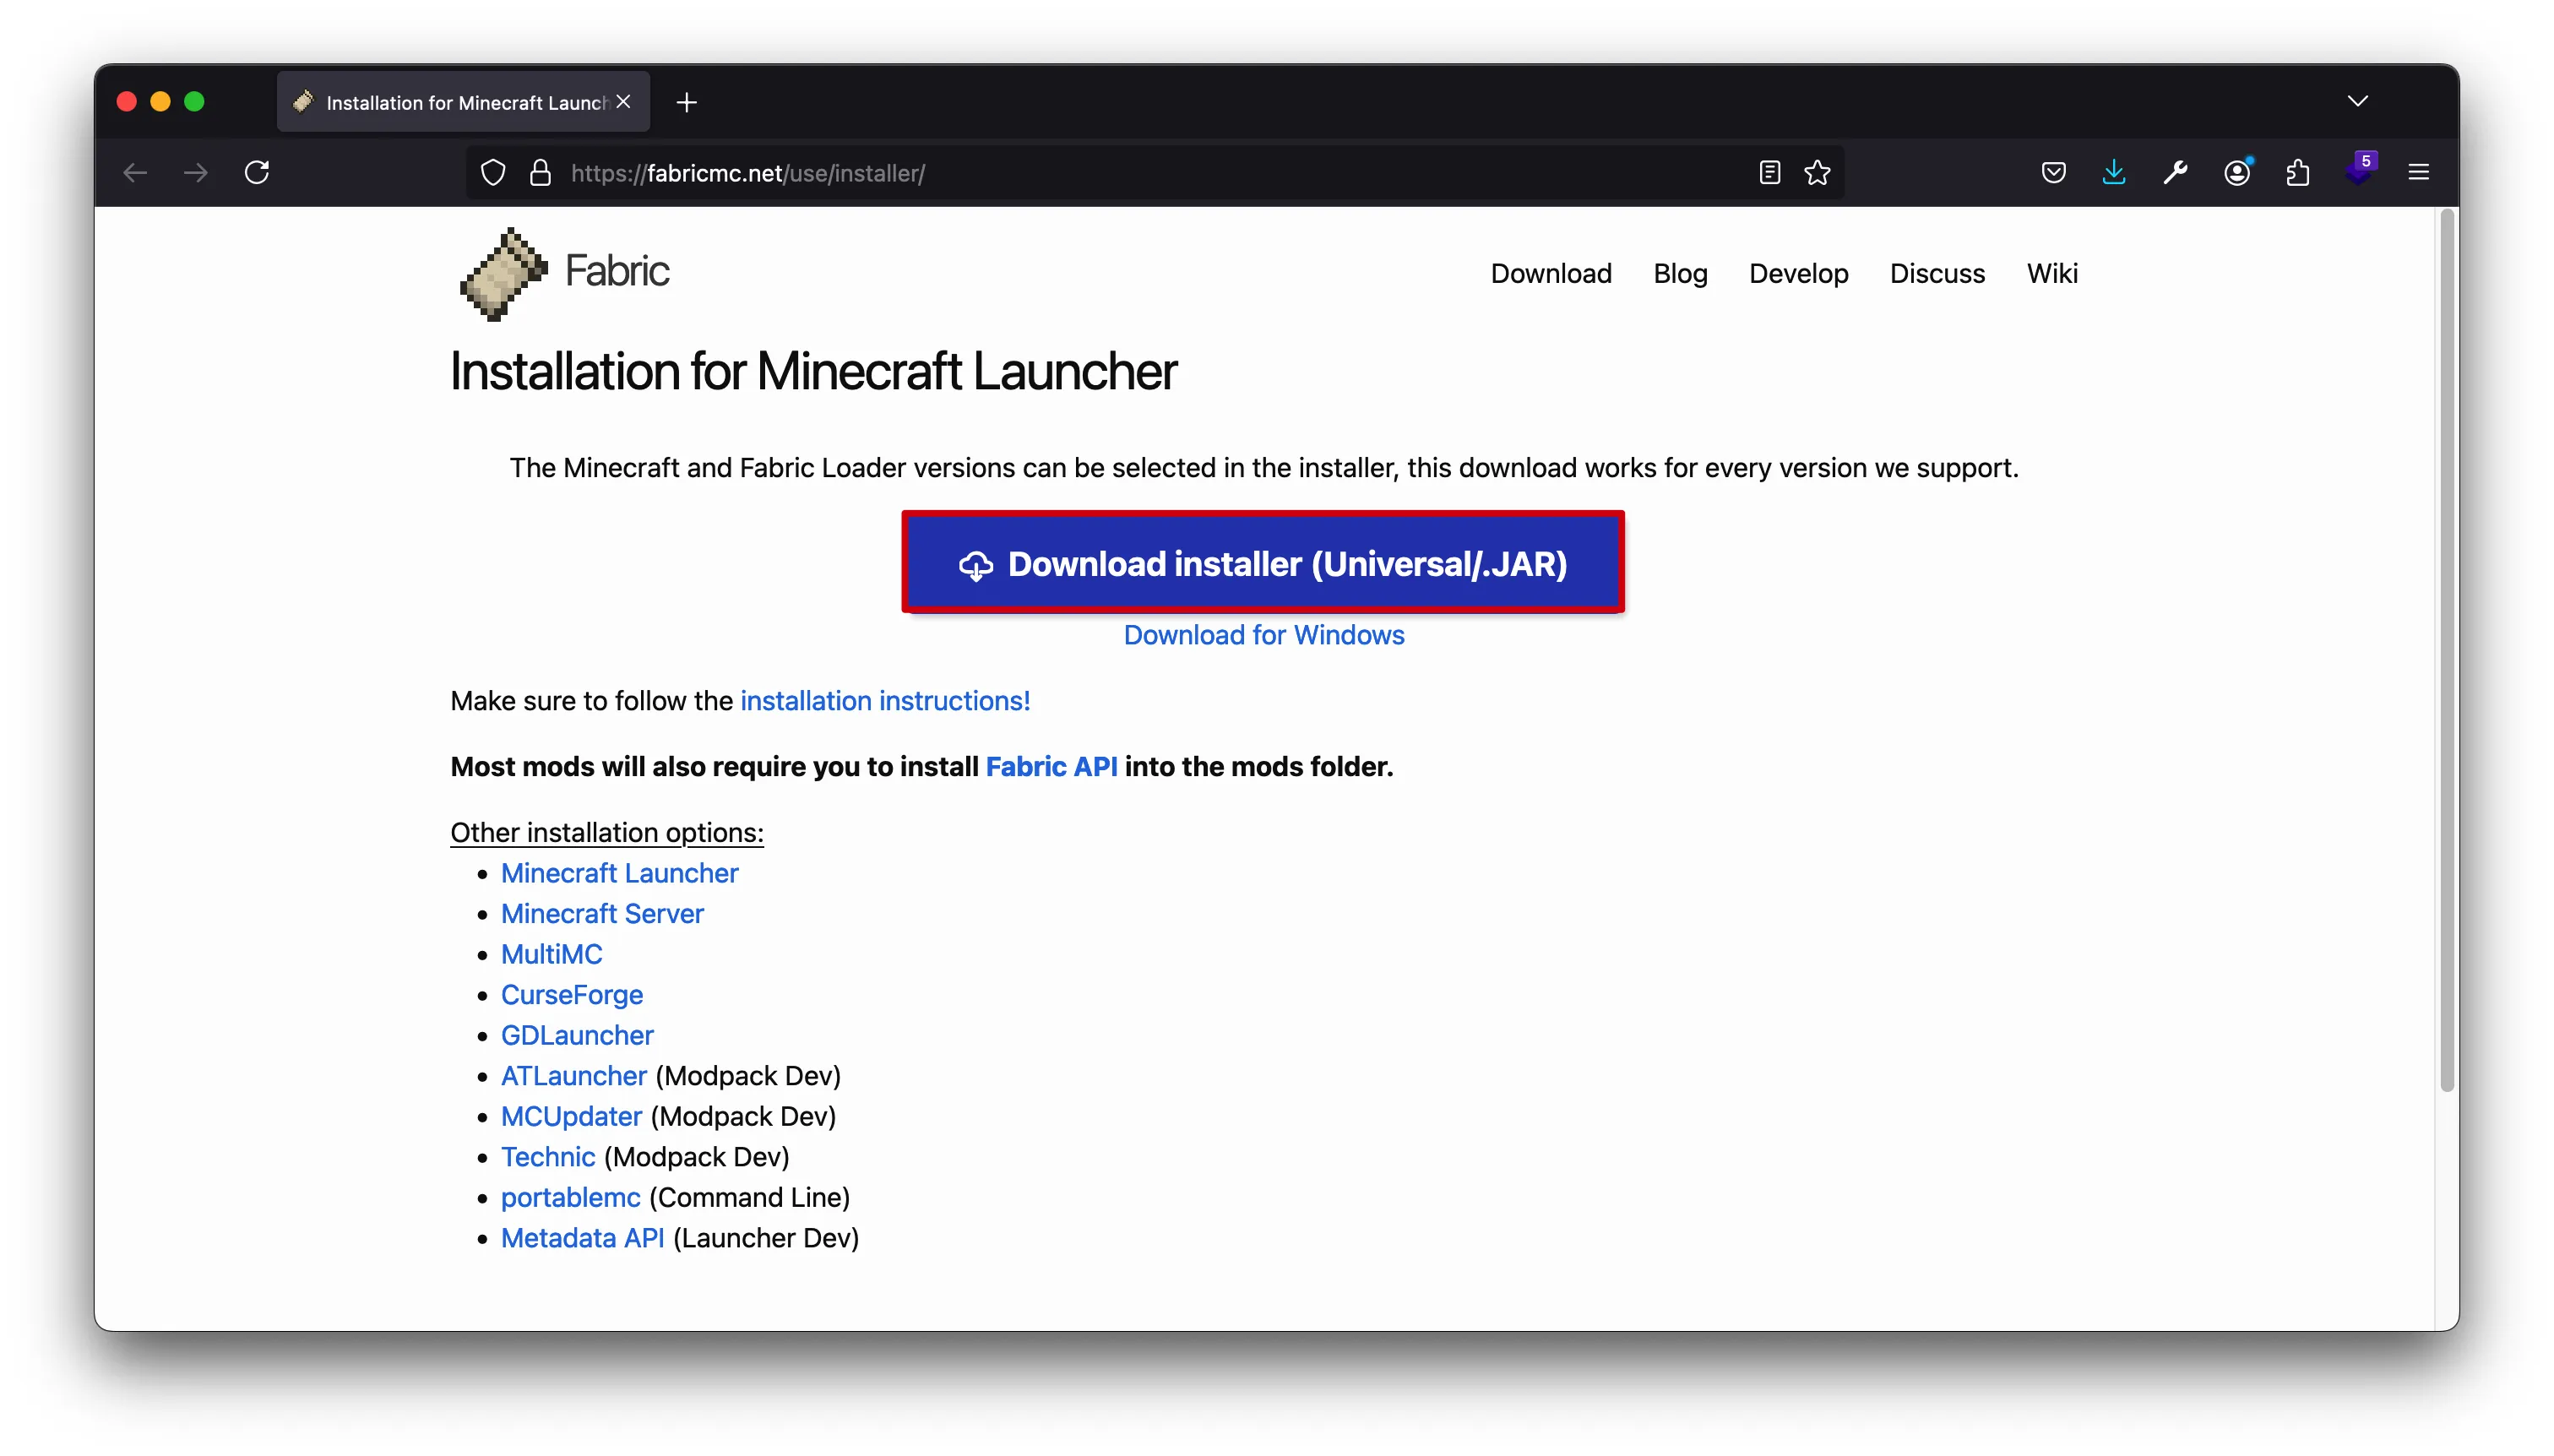 Installation for Minecraft Launch
https://fabricmc.net/use/installer/
5
Fabric
Download Blog Develop Discuss Wiki
Installation for Minecraft Launcher
The Minecraft and Fabric Loader versions can be selected in the installer, this download works for every version we support.
Download installer (Universal/.JAR)
Download for Windows
Make sure to follow the installation instructions!
Most mods will also require you to install Fabric API into the mods folder.
Other installation options:
Minecraft Launcher
Minecraft Server
MultiMC
CurseForge
GDLauncher
ATLauncher (Modpack Dev)
MCUpdater (Modpack Dev)
Technic (Modpack Dev)
portablemc (Command Line)
Metadata API (Launcher Dev)